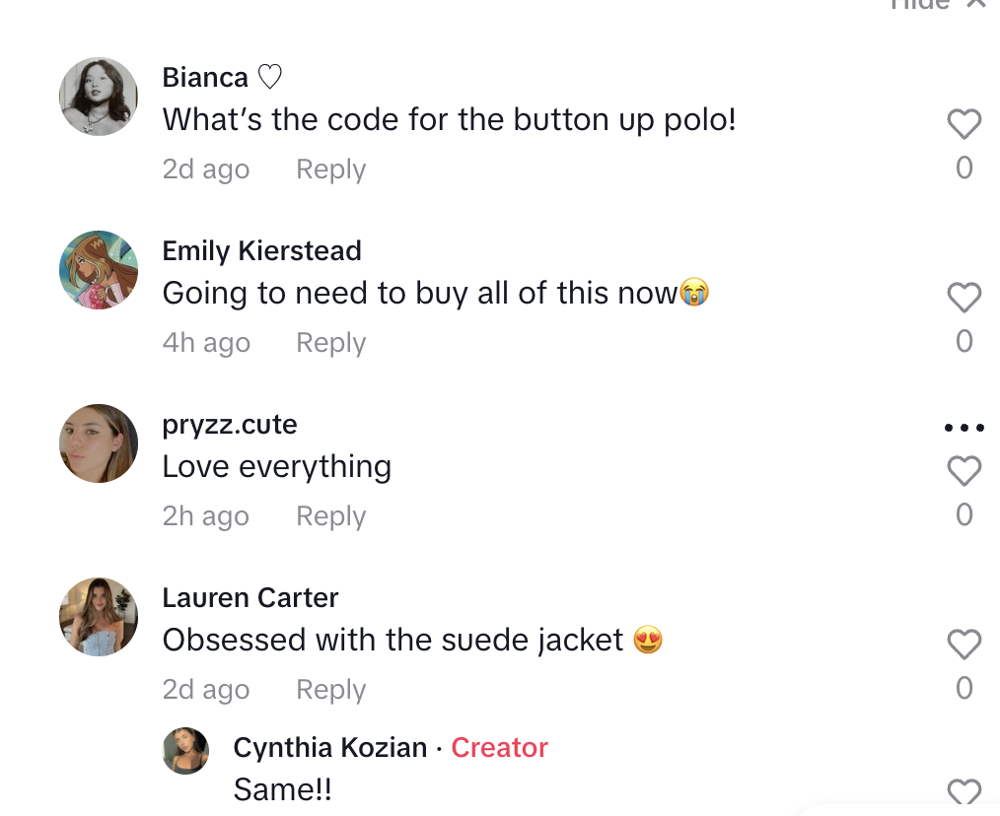 Hide
Bianca ♡
What's the code for the button up polo!
2d ago Reply
0
Emily Kierstead
Going to need to buy all of this now😭
4h ago Reply
0
pryzz.cute
Love everything
2h ago Reply
0
Lauren Carter
Obsessed with the suede jacket 😍
2d ago Reply
0
Cynthia Kozian · Creator
Same!!